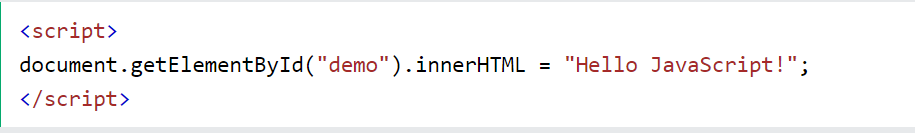 <script>
document.getElementById("demo").innerHTML = "Hello JavaScript!";
</script>